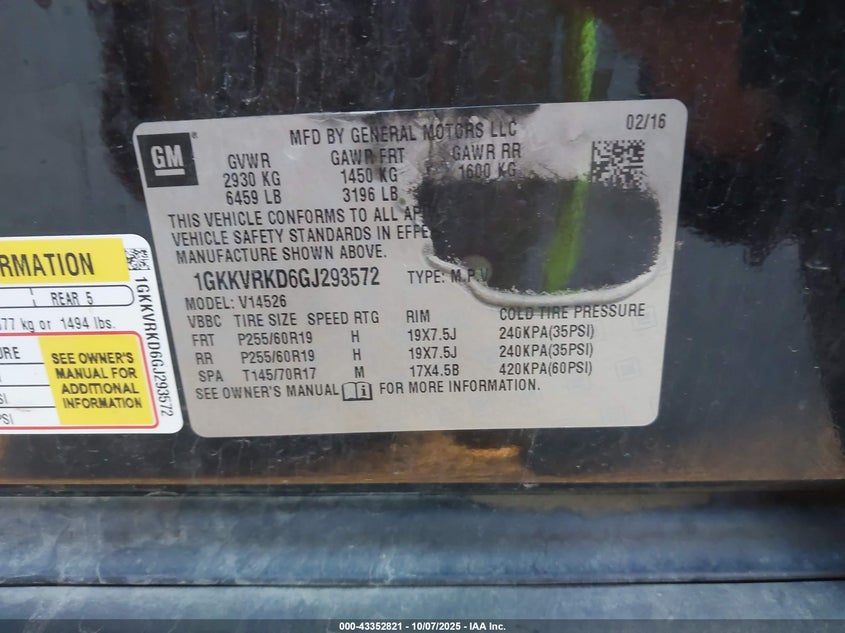 GM
MFD BY GENERAL MOTORS LLC
02/16
GVWR GAWR FRT GAWR RR
2930 KG 1450 KG 1600 KG
6459 LB 3196 LB
THIS VEHICLE CONFORMS TO ALL
VEHICLE SAFETY STANDARDS IN
MANUFACTURE SHOWN ABOVE.
1GKKVRKD6GJ293572 TYPE: M.P.V
MODEL: V14526
VBBC TIRE SIZE SPEED RTG RIM COLD TIRE PRESSURE
FRT P255/60R19 H 19X7.5J 240KPA(35PSI)
RR P255/60R19 H 19X7.5J 240KPA(35PSI)
SPA T145/70R17 M 17X4.5B 420KPA(60PSI)
SEE OWNER'S MANUAL FOR MORE INFORMATION.
RMATION
REAR 5
77 kg or 1494 lbs.
URE
SI
PSI
SEE OWNER'S
MANUAL FOR
ADDITIONAL
INFORMATION
1GKKVRKD6GJ293572
000-43352821 | 10/07/2025 | IAA Inc.